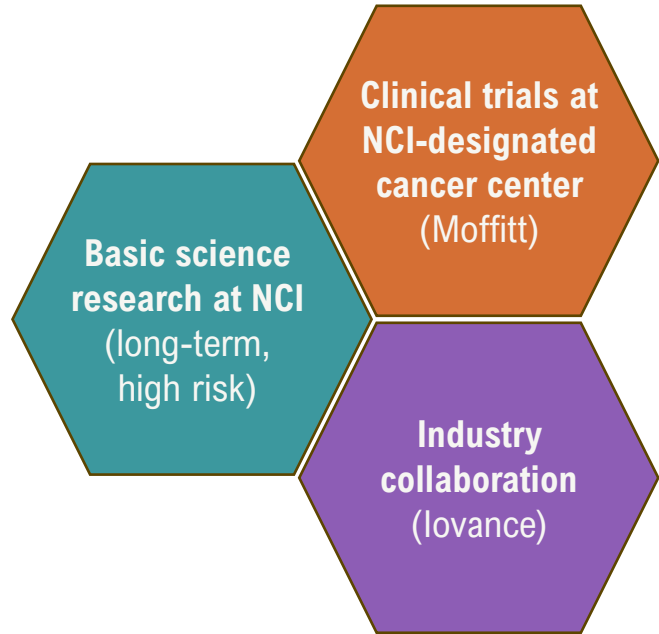 Clinical trials at
NCI-designated
cancer center
(Moffitt)
Basic science
research at NCI
(long-term,
high risk)
Industry
collaboration
(Iovance)